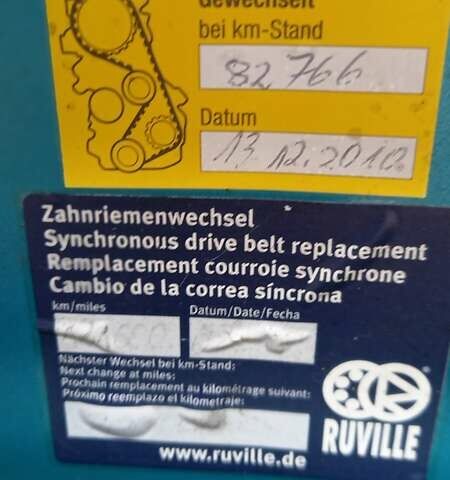 Gewechselt
bei km-Stand
82766
Datum
13.12.2010
Zahnriemenwechsel
Synchronous drive belt replacement
Remplacement courroie synchrone
Cambio de la correa síncrona
km/miles
Datum/Date/Fecha
Nächster Wechsel bei km-Stand:
Next change at miles:
Prochain remplacement au kilométrage suivant:
Próximo reemplazo el kilometraje:
RUVILLE
www.ruville.de